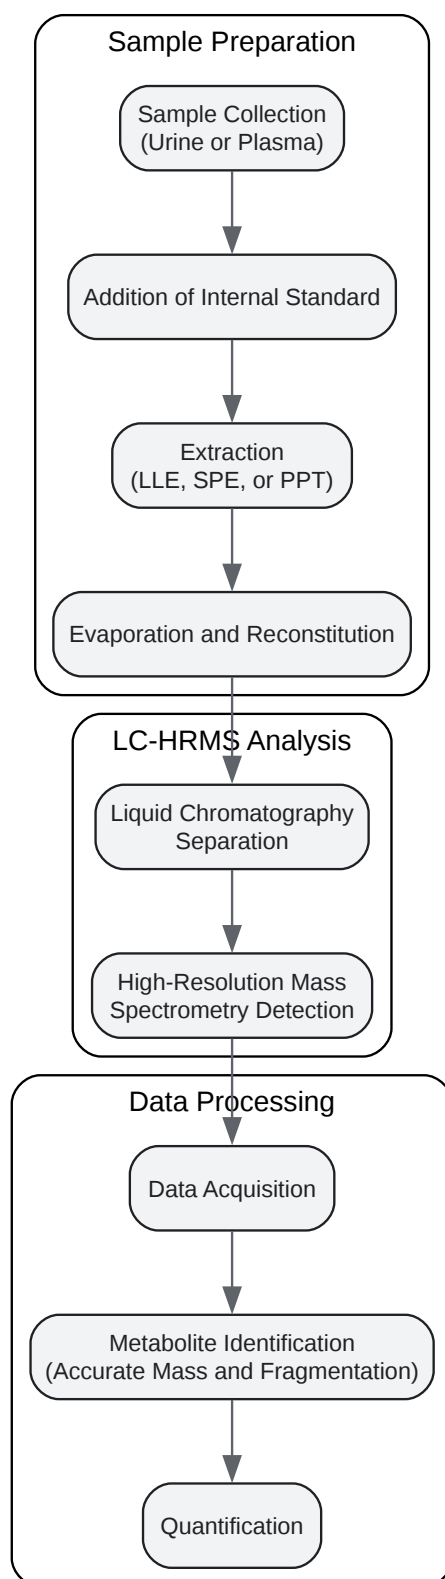 Sample Preparation
Sample Collection
(Urine or Plasma)
Addition of Internal Standard
Extraction
(LLE, SPE, or PPT)
Evaporation and Reconstitution
LC-HRMS Analysis
Liquid Chromatography
Separation
High-Resolution Mass
Spectrometry Detection
Data Processing
Data Acquisition
Metabolite Identification
(Accurate Mass and Fragmentation)
Quantification